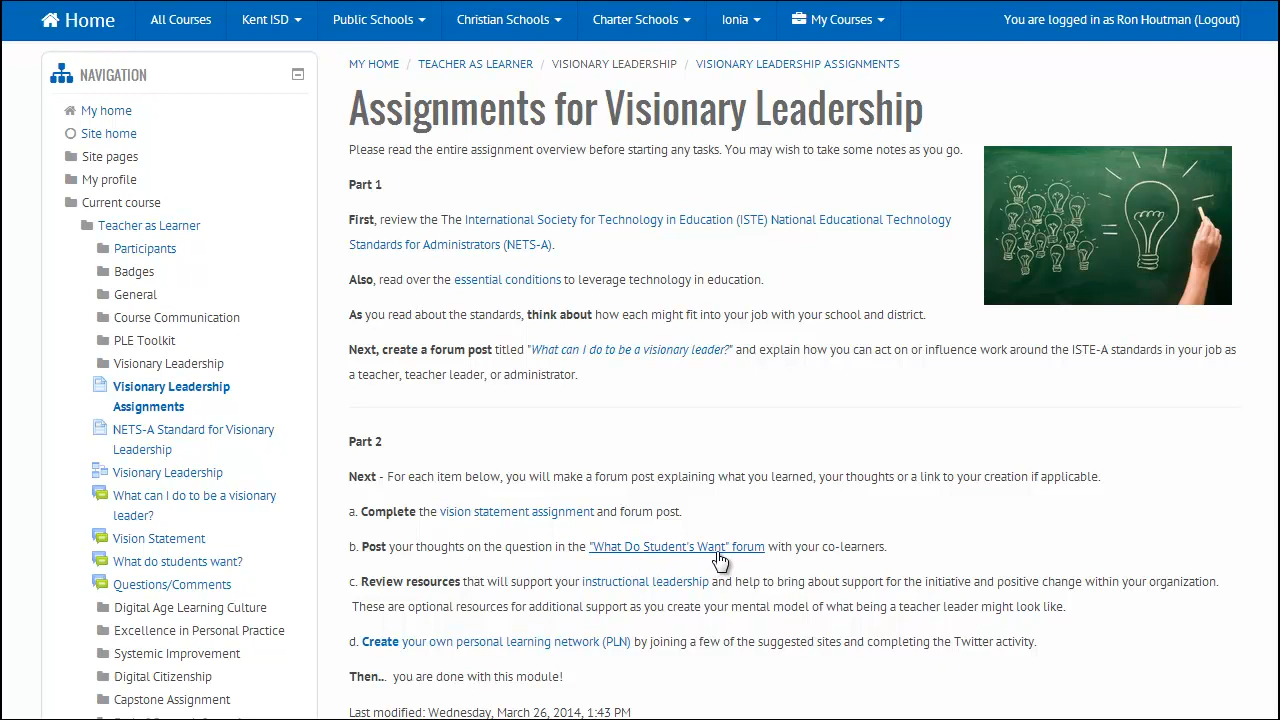 Home
All Courses
Kent ISD
Public Schools
Christian Schools
Charter Schools
Ionia
My Courses
You are logged in as Ron Houtman (Logout)
NAVIGATION
My home
Site home
Site pages
My profile
Current course
Teacher as Learner
Participants
Badges
General
Course Communication
PLE Toolkit
Visionary Leadership
Visionary Leadership
Assignments
NETS-A Standard for Visionary
Leadership
Visionary Leadership
What can I do to be a visionary
leader?
Vision Statement
What do students want?
Questions/Comments
Digital Age Learning Culture
Excellence in Personal Practice
Systemic Improvement
Digital Citizenship
Capstone Assignment
MY HOME / TEACHER AS LEARNER / VISIONARY LEADERSHIP / VISIONARY LEADERSHIP ASSIGNMENTS
Assignments for Visionary Leadership
Please read the entire assignment overview before starting any tasks. You may wish to take some notes as you go.
Part 1
First, review the The International Society for Technology in Education (ISTE) National Educational Technology
Standards for Administrators (NETS-A).
Also, read over the essential conditions to leverage technology in education.
As you read about the standards, think about how each might fit into your job with your school and district.
Next, create a forum post titled "What can I do to be a visionary leader?" and explain how you can act on or influence work around the ISTE-A standards in your job as
a teacher, teacher leader, or administrator.
Part 2
Next - For each item below, you will make a forum post explaining what you learned, your thoughts or a link to your creation if applicable.
a. Complete the vision statement assignment and forum post.
b. Post your thoughts on the question in the "What Do Student's Want" forum with your co-learners.
c. Review resources that will support your instructional leadership and help to bring about support for the initiative and positive change within your organization.
These are optional resources for additional support as you create your mental model of what being a teacher leader might look like.
d. Create your own personal learning network (PLN) by joining a few of the suggested sites and completing the Twitter activity.
Then.. you are done with this module!
Last modified: Wednesday, March 26, 2014, 1:43 PM